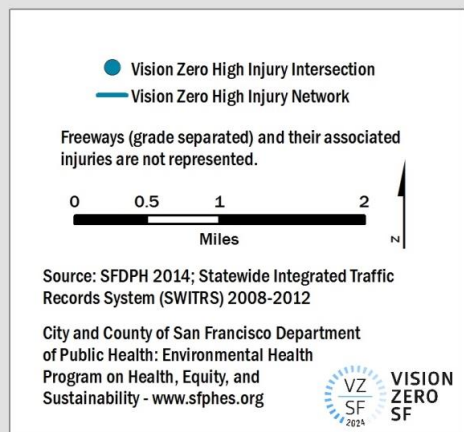 Vision Zero High Injury Intersection
Vision Zero High Injury Network
Freeways (grade separated) and their associated
injuries are not represented.
0 0.5 1 2
Miles
N
Source: SFDPH 2014; Statewide Integrated Traffic
Records System (SWITRS) 2008-2012
City and County of San Francisco Department
of Public Health: Environmental Health
Program on Health, Equity, and
Sustainability - www.sfphes.org
VZ
SF
2024
VISION
ZERO
SF